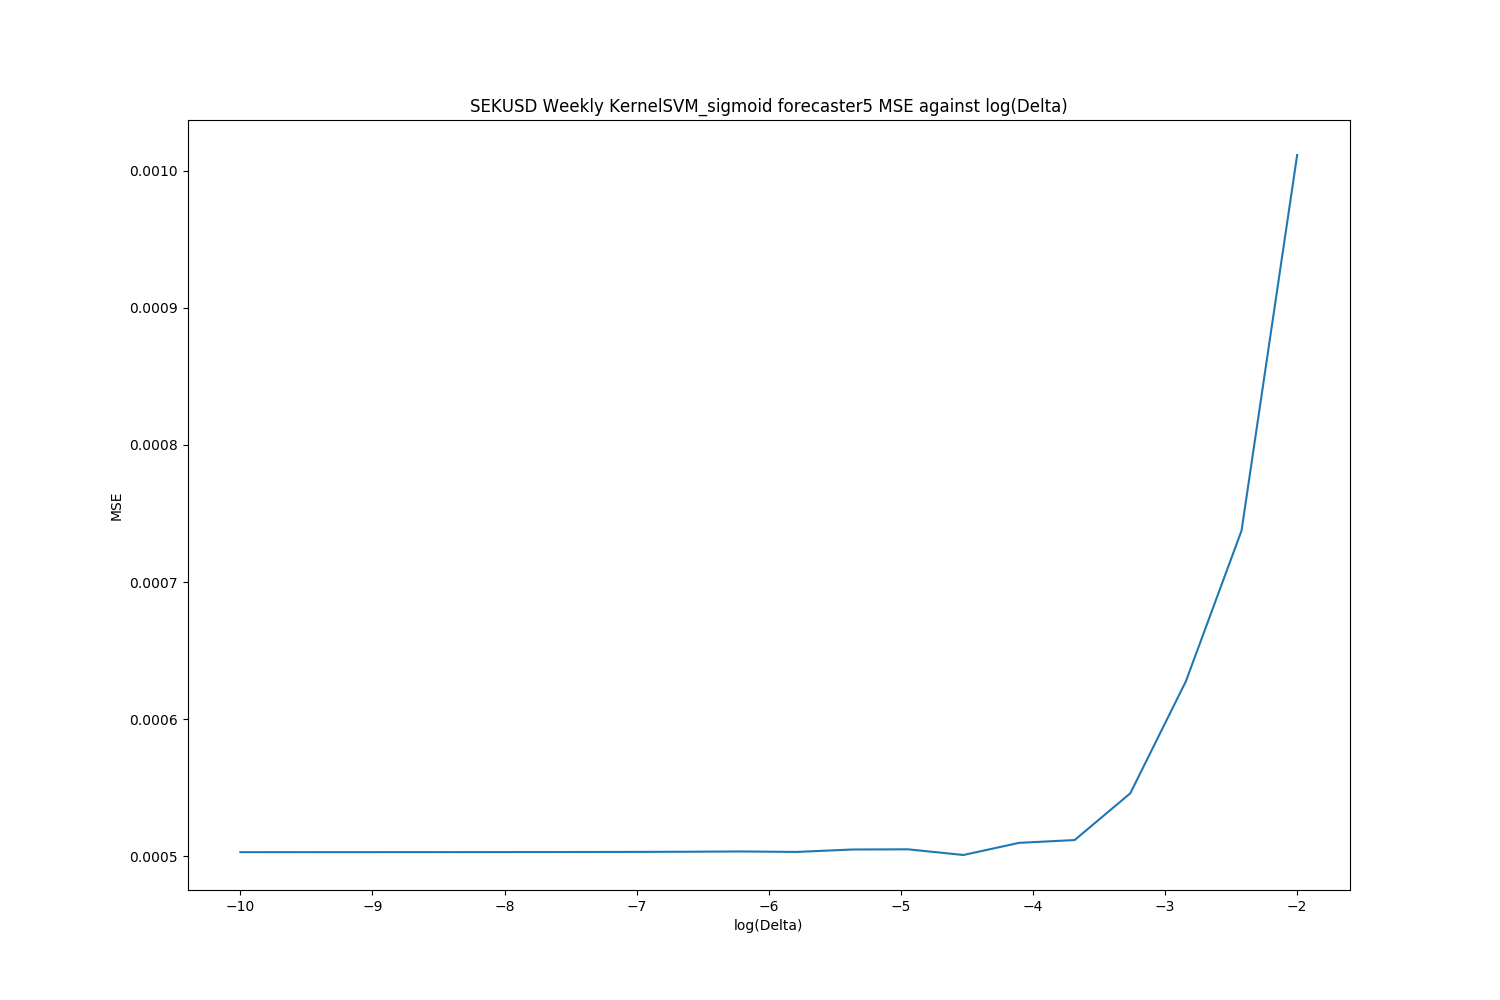 SEKUSD Weekly KernelSVM_sigmoid forecaster5 MSE against log(Delta)
0.0010
0.0009
0.0008
0.0007
0.0006
0.0005
MSE
−10 −9 −8 −7 −6 −5 −4 −3 −2
log(Delta)